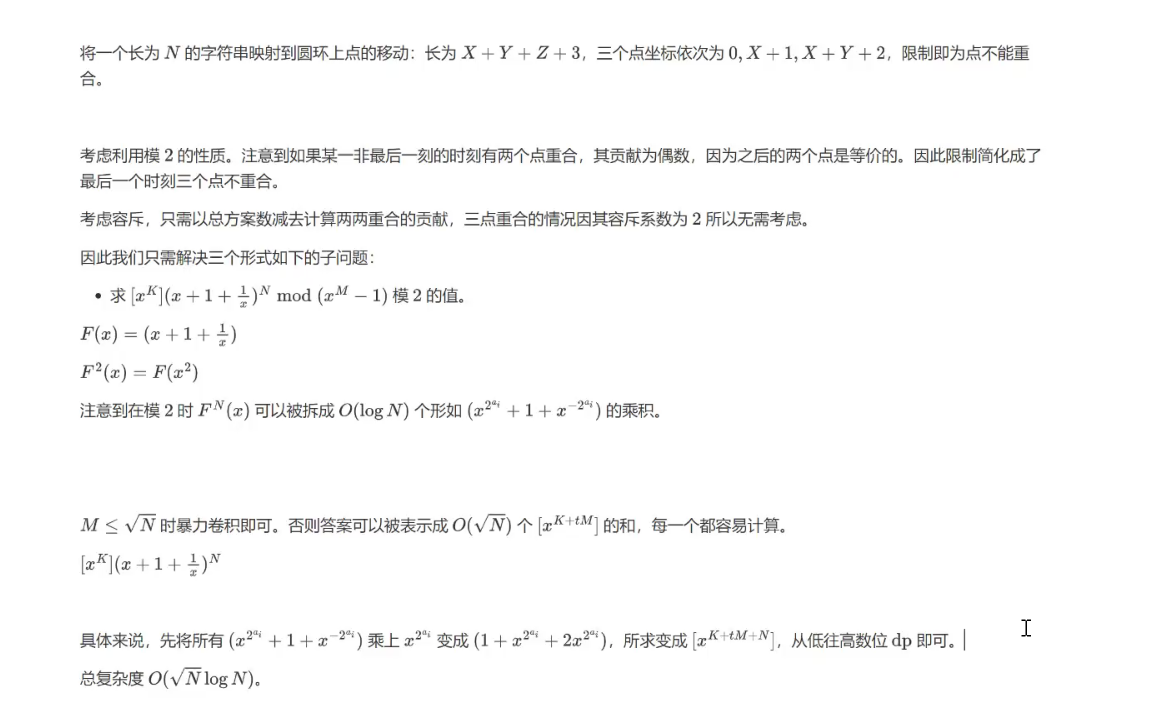 将一个长为 N 的字符串映射到圆环上点的移动：长为 X + Y + Z + 3，三个点坐标依次为 0, X + 1, X + Y + 2，限制即为点不能重
合。
考虑利用模 2 的性质。注意到如果某一非最后一刻的时刻有两个点重合，其贡献为偶数，因为之后的两个点是等价的。因此限制简化成了
最后一个时刻三个点不重合。
考虑容斥，只需以总方案数减去计算两两重合的贡献，三点重合的情况因其容斥系数为 2 所以无需考虑。
因此我们只需解决三个形式如下的子问题：
• 求 [x^K](x + 1 + \frac{1}{x})^N mod (x^M − 1) 模 2 的值。
F(x) = (x + 1 + \frac{1}{x})
F^2(x) = F(x^2)
注意到在模 2 时 F^N(x) 可以被拆成 O(log N) 个形如 (x^{2^{a_i}} + 1 + x^{−2^{a_i}}) 的乘积。
M ≤ \sqrt{N} 时暴力卷积即可。否则答案可以被表示成 O(\sqrt{N}) 个 [x^{K+tM}] 的和，每一个都容易计算。
[x^K](x + 1 + \frac{1}{x})^N
具体来说，先将所有 (x^{2^{a_i}} + 1 + x^{−2^{a_i}}) 乘上 x^{2^{a_i}} 变成 (1 + x^{2^{a_i}} + 2x^{2^{a_i}})，所求变成 [x^{K+tM+N}]，从低往高数位 dp 即可。
总复杂度 O(\sqrt{N} log N)。